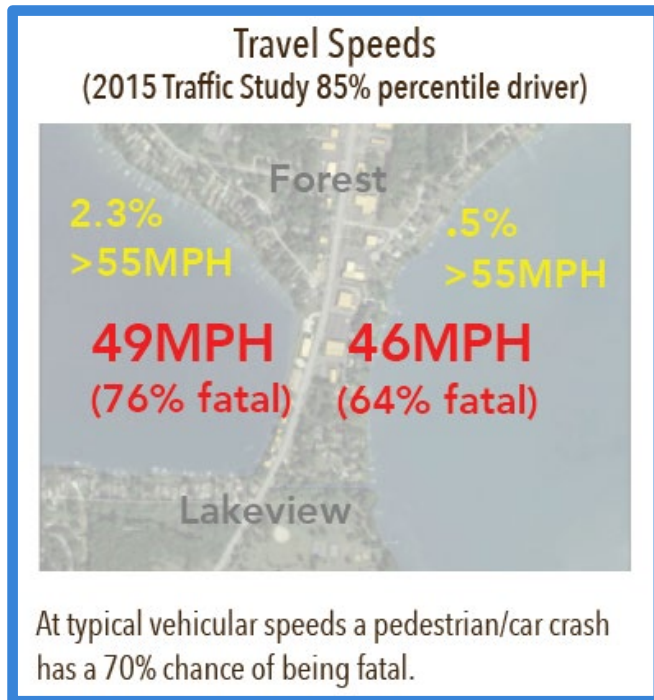 Travel Speeds
(2015 Traffic Study 85% percentile driver)
Forest
2.3%
>55MPH
.5%
>55MPH
49MPH
(76% fatal)
46MPH
(64% fatal)
Lakeview
At typical vehicular speeds a pedestrian/car crash
has a 70% chance of being fatal.